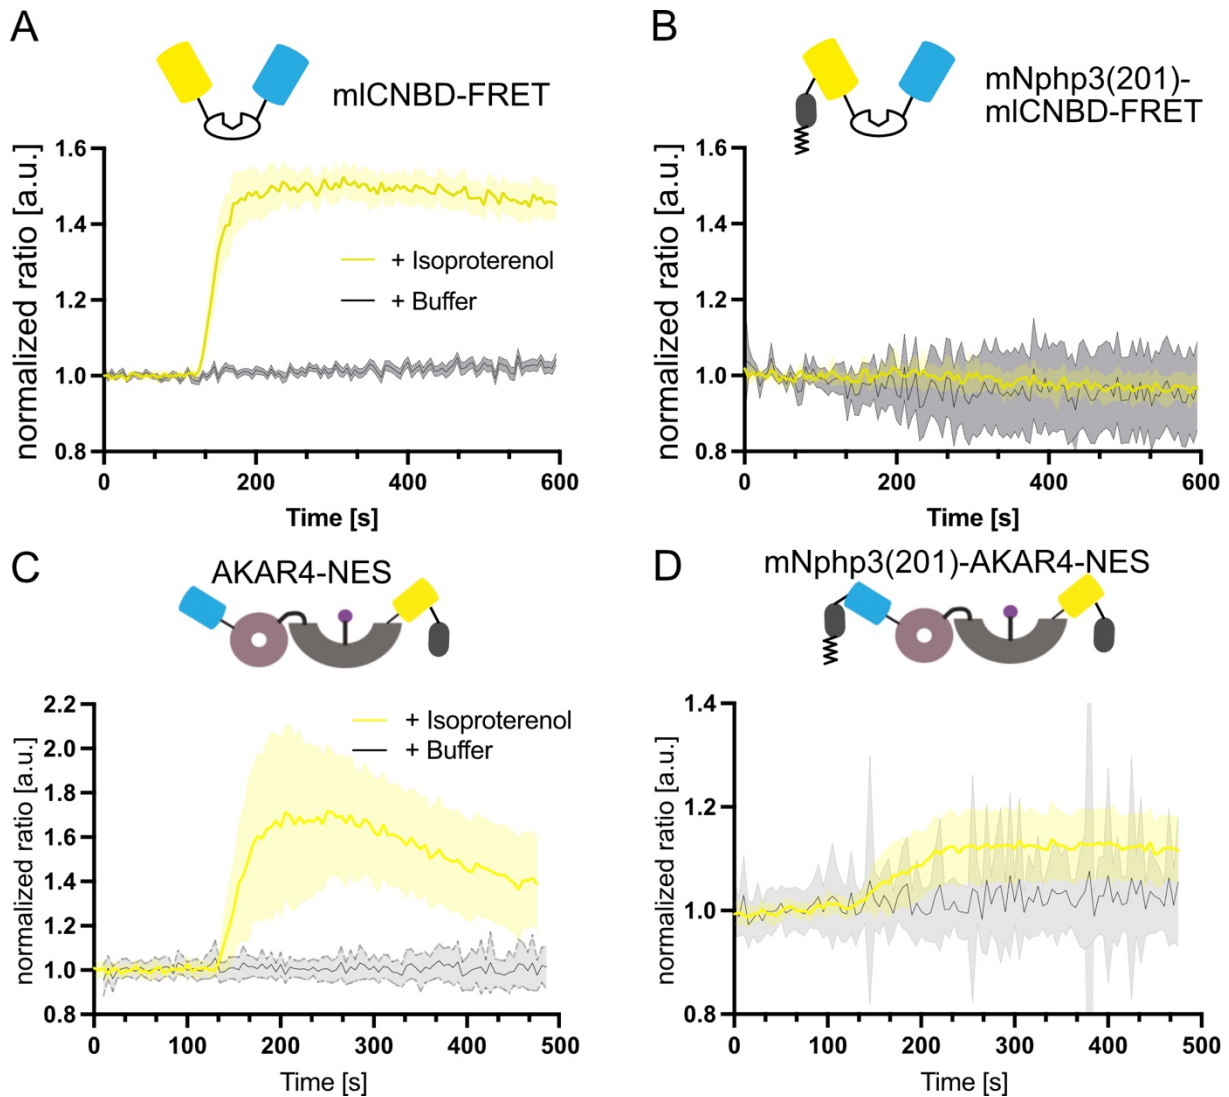 A
mlCNBD-FRET
normalized ratio [a.u.]
1.6
1.4
1.2
1.0
0.8
+ Isoproterenol
+ Buffer
0
200
400
600
Time [s]
B
mNphp3(201)-
mlCNBD-FRET
normalized ratio [a.u.]
1.6
1.4
1.2
1.0
0.8
0
200
400
600
Time [s]
C
AKAR4-NES
normalized ratio [a.u.]
2.2
2.0
1.8
1.6
1.4
1.2
1.0
0.8
+ Isoproterenol
+ Buffer
0
100
200
300
400
500
Time [s]
D
mNphp3(201)-AKAR4-NES
normalized ratio [a.u.]
1.4
1.2
1.0
0.8
0
100
200
300
400
500
Time [s]